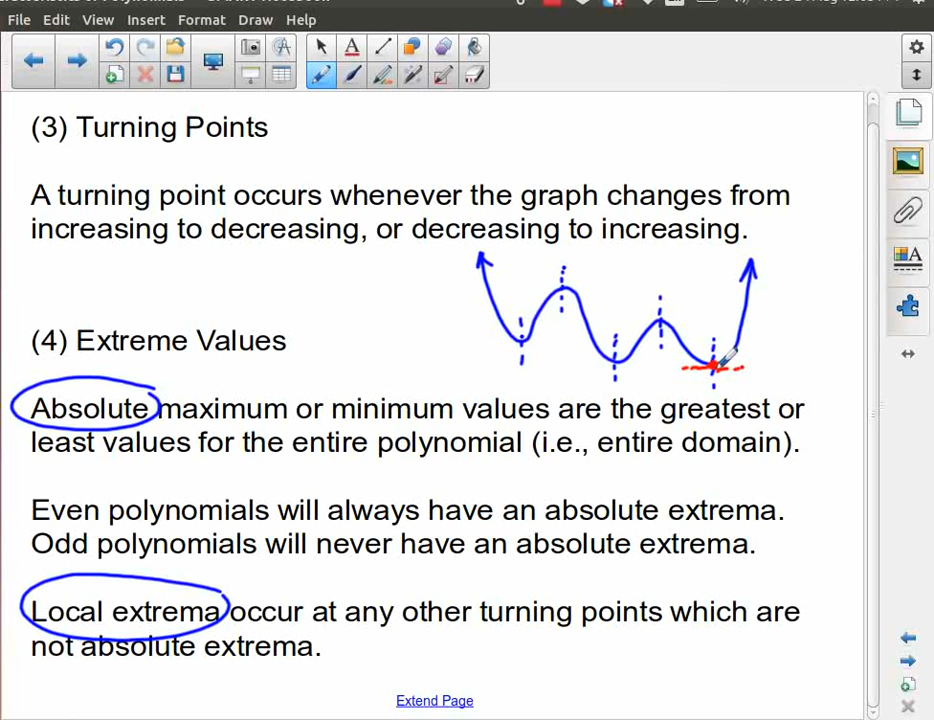 File Edit View Insert Format Draw Help
(3) Turning Points
A turning point occurs whenever the graph changes from
increasing to decreasing, or decreasing to increasing.
(4) Extreme Values
Absolute maximum or minimum values are the greatest or
least values for the entire polynomial (i.e., entire domain).
Even polynomials will always have an absolute extrema.
Odd polynomials will never have an absolute extrema.
Local extrema occur at any other turning points which are
not absolute extrema.
Extend Page